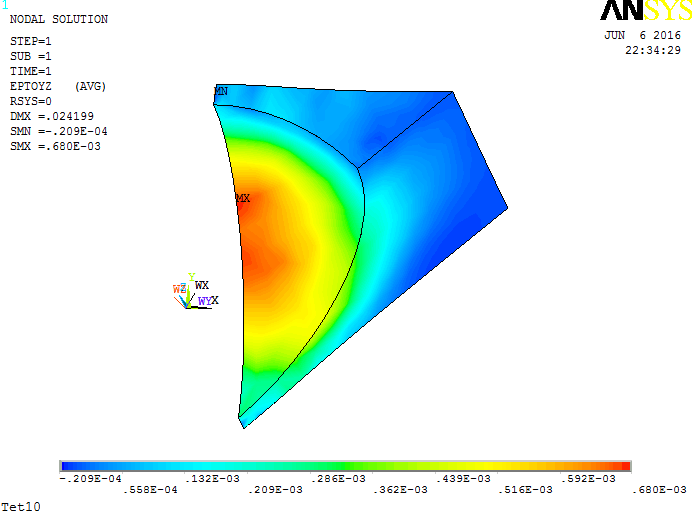 1
NODAL SOLUTION
STEP=1
SUB =1
TIME=1
EPTOYZ (AVG)
RSYS=0
DMX =.024199
SMN =-.209E-04
SMX =.680E-03
ANSYS
JUN 6 2016
22:34:29
MN
MX
Y
WZ WX
WYX
-.209E-04 .132E-03 .286E-03 .439E-03 .592E-03
.558E-04 .209E-03 .362E-03 .516E-03 .680E-03
Tet10